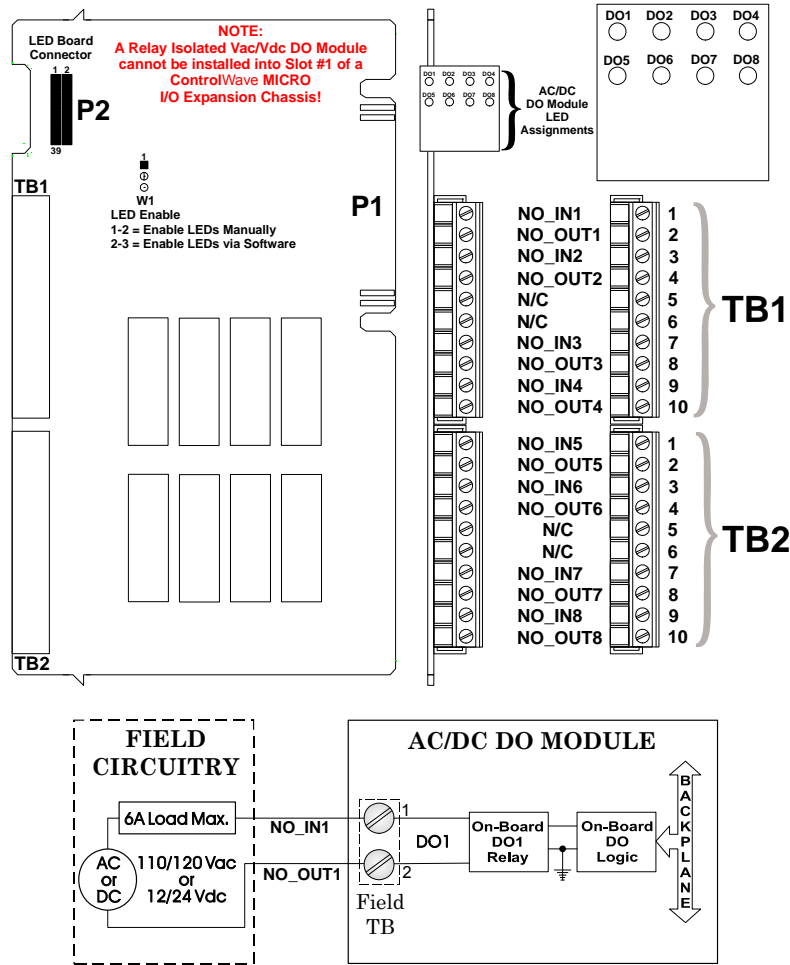 NOTE:
A Relay Isolated Vac/Vdc DO Module
cannot be installed into Slot #1 of a
ControlWave MICRO
I/O Expansion Chassis!
LED Board
Connector
1 2
P2
39
TB1
1
W1
LED Enable
1-2 = Enable LEDs Manually
2-3 = Enable LEDs via Software
P1
TB2
DO1 DO2 DO3 DO4
DO5 DO6 DO7 DO8
AC/DC
DO Module
LED
Assignments
DO1 DO2 DO3 DO4
DO5 DO6 DO7 DO8
NO_IN1 1
NO_OUT1 2
NO_IN2 3
NO_OUT2 4
N/C 5
N/C 6
NO_IN3 7
NO_OUT3 8
NO_IN4 9
NO_OUT4 10
TB1
NO_IN5 1
NO_OUT5 2
NO_IN6 3
NO_OUT6 4
N/C 5
N/C 6
NO_IN7 7
NO_OUT7 8
NO_IN8 9
NO_OUT8 10
TB2
FIELD
CIRCUITRY
6A Load Max.
AC
or
DC
110/120 Vac
or
12/24 Vdc
NO_IN1
NO_OUT1
AC/DC DO MODULE
1
DO1
2
Field
TB
On-Board
DO1
Relay
On-Board
DO
Logic
BACKPLANE